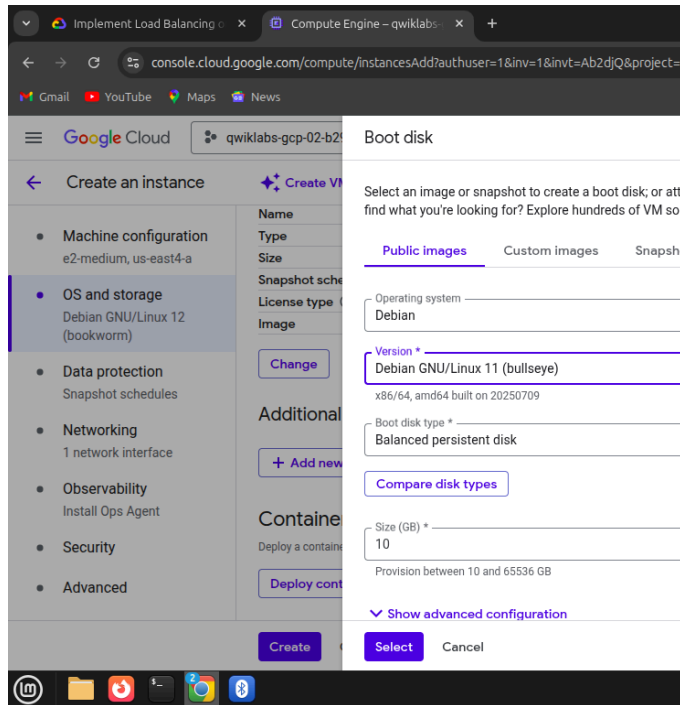 Implement Load Balancing o
Compute Engine – qwiklabs-
console.cloud.google.com/compute/instancesAdd?authuser=1&inv=1&invt=Ab2djQ&project=
Gmail
YouTube
Maps
News
Google Cloud
qwiklabs-gcp-02-b29
Create an instance
Create VM
Machine configuration
e2-medium, us-east4-a
OS and storage
Debian GNU/Linux 12
(bookworm)
Data protection
Snapshot schedules
Networking
1 network interface
Observability
Install Ops Agent
Security
Advanced
Name
Type
Size
Snapshot sche
License type
Image
Change
Additional
+ Add new
Containe
Deploy a containe
Deploy cont
Create
Boot disk
Select an image or snapshot to create a boot disk; or att
find what you're looking for? Explore hundreds of VM so
Public images
Custom images
Snapsh
Operating system
Debian
Version *
Debian GNU/Linux 11 (bullseye)
x86/64, amd64 built on 20250709
Boot disk type *
Balanced persistent disk
Compare disk types
Size (GB) *
10
Provision between 10 and 65536 GB
Show advanced configuration
Select
Cancel
2